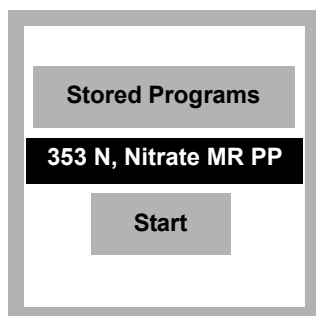 Stored Programs
353 N, Nitrate MR PP
Start